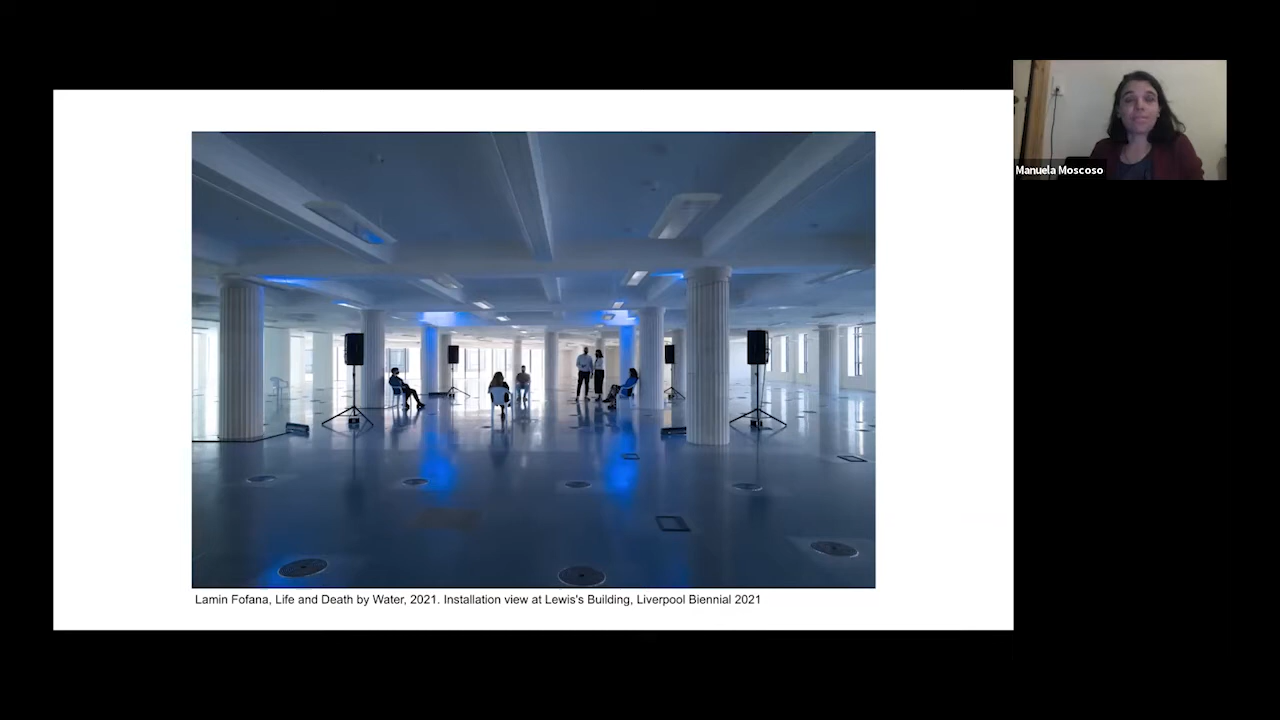 Manuela Moscoso
Lamin Fofana, Life and Death by Water, 2021. Installation view at Lewis's Building, Liverpool Biennial 2021